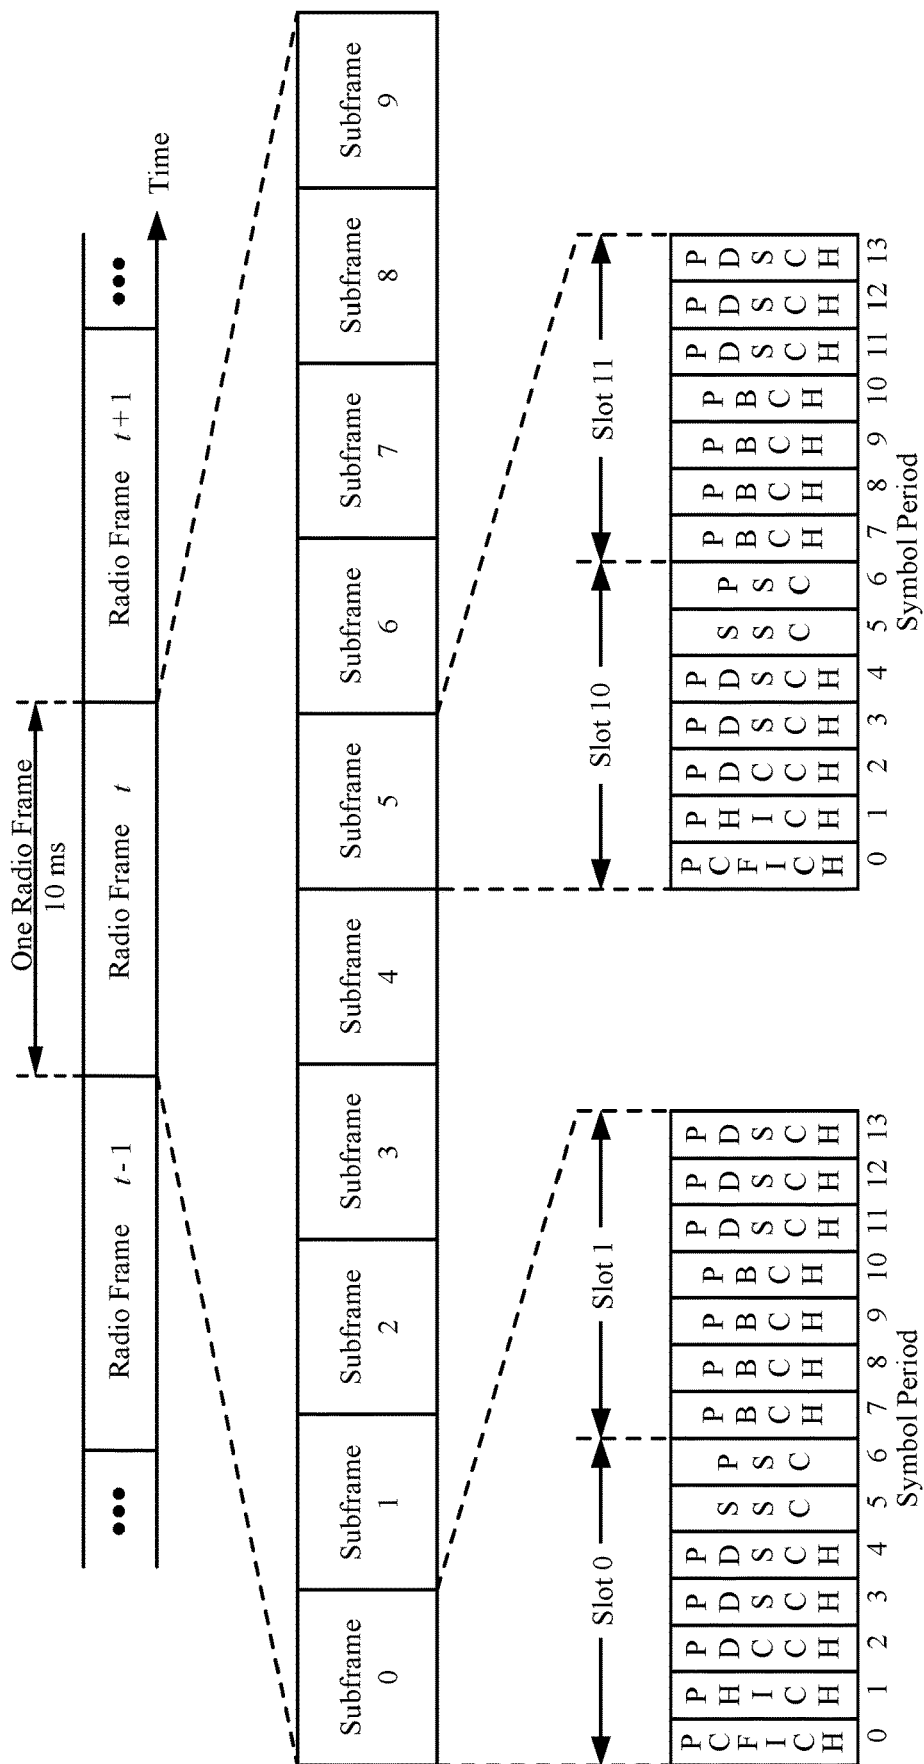 One Radio Frame
10 ms
••• Radio Frame t-1 Radio Frame t Radio Frame t+1 •••
Time
Subframe 0
Subframe 1
Subframe 2
Subframe 3
Subframe 4
Subframe 5
Subframe 6
Subframe 7
Subframe 8
Subframe 9
Slot 0 Slot 1
PCFICH PHICH PDCCH PDSCH PDSCH SSC PSC PBCH PBCH PBCH PBCH PDSCH PDSCH PDSCH
0 1 2 3 4 5 6 7 8 9 10 11 12 13
Symbol Period
Slot 10 Slot 11
PCFICH PHICH PDCCH PDSCH PDSCH SSC PSC PBCH PBCH PBCH PBCH PDSCH PDSCH PDSCH
0 1 2 3 4 5 6 7 8 9 10 11 12 13
Symbol Period